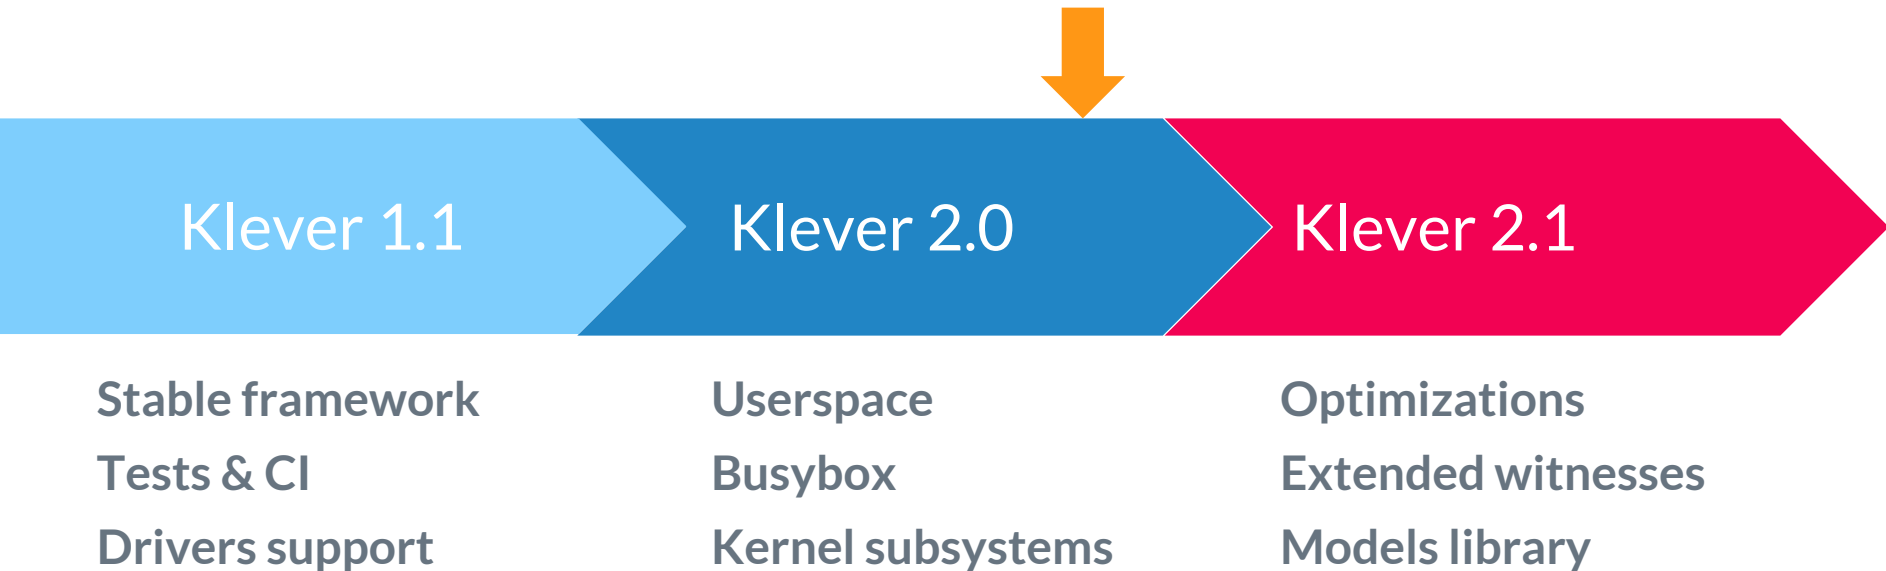 Klever 1.1
Klever 2.0
Klever 2.1
Stable framework
Tests & CI
Drivers support
Userspace
Busybox
Kernel subsystems
Optimizations
Extended witnesses
Models library